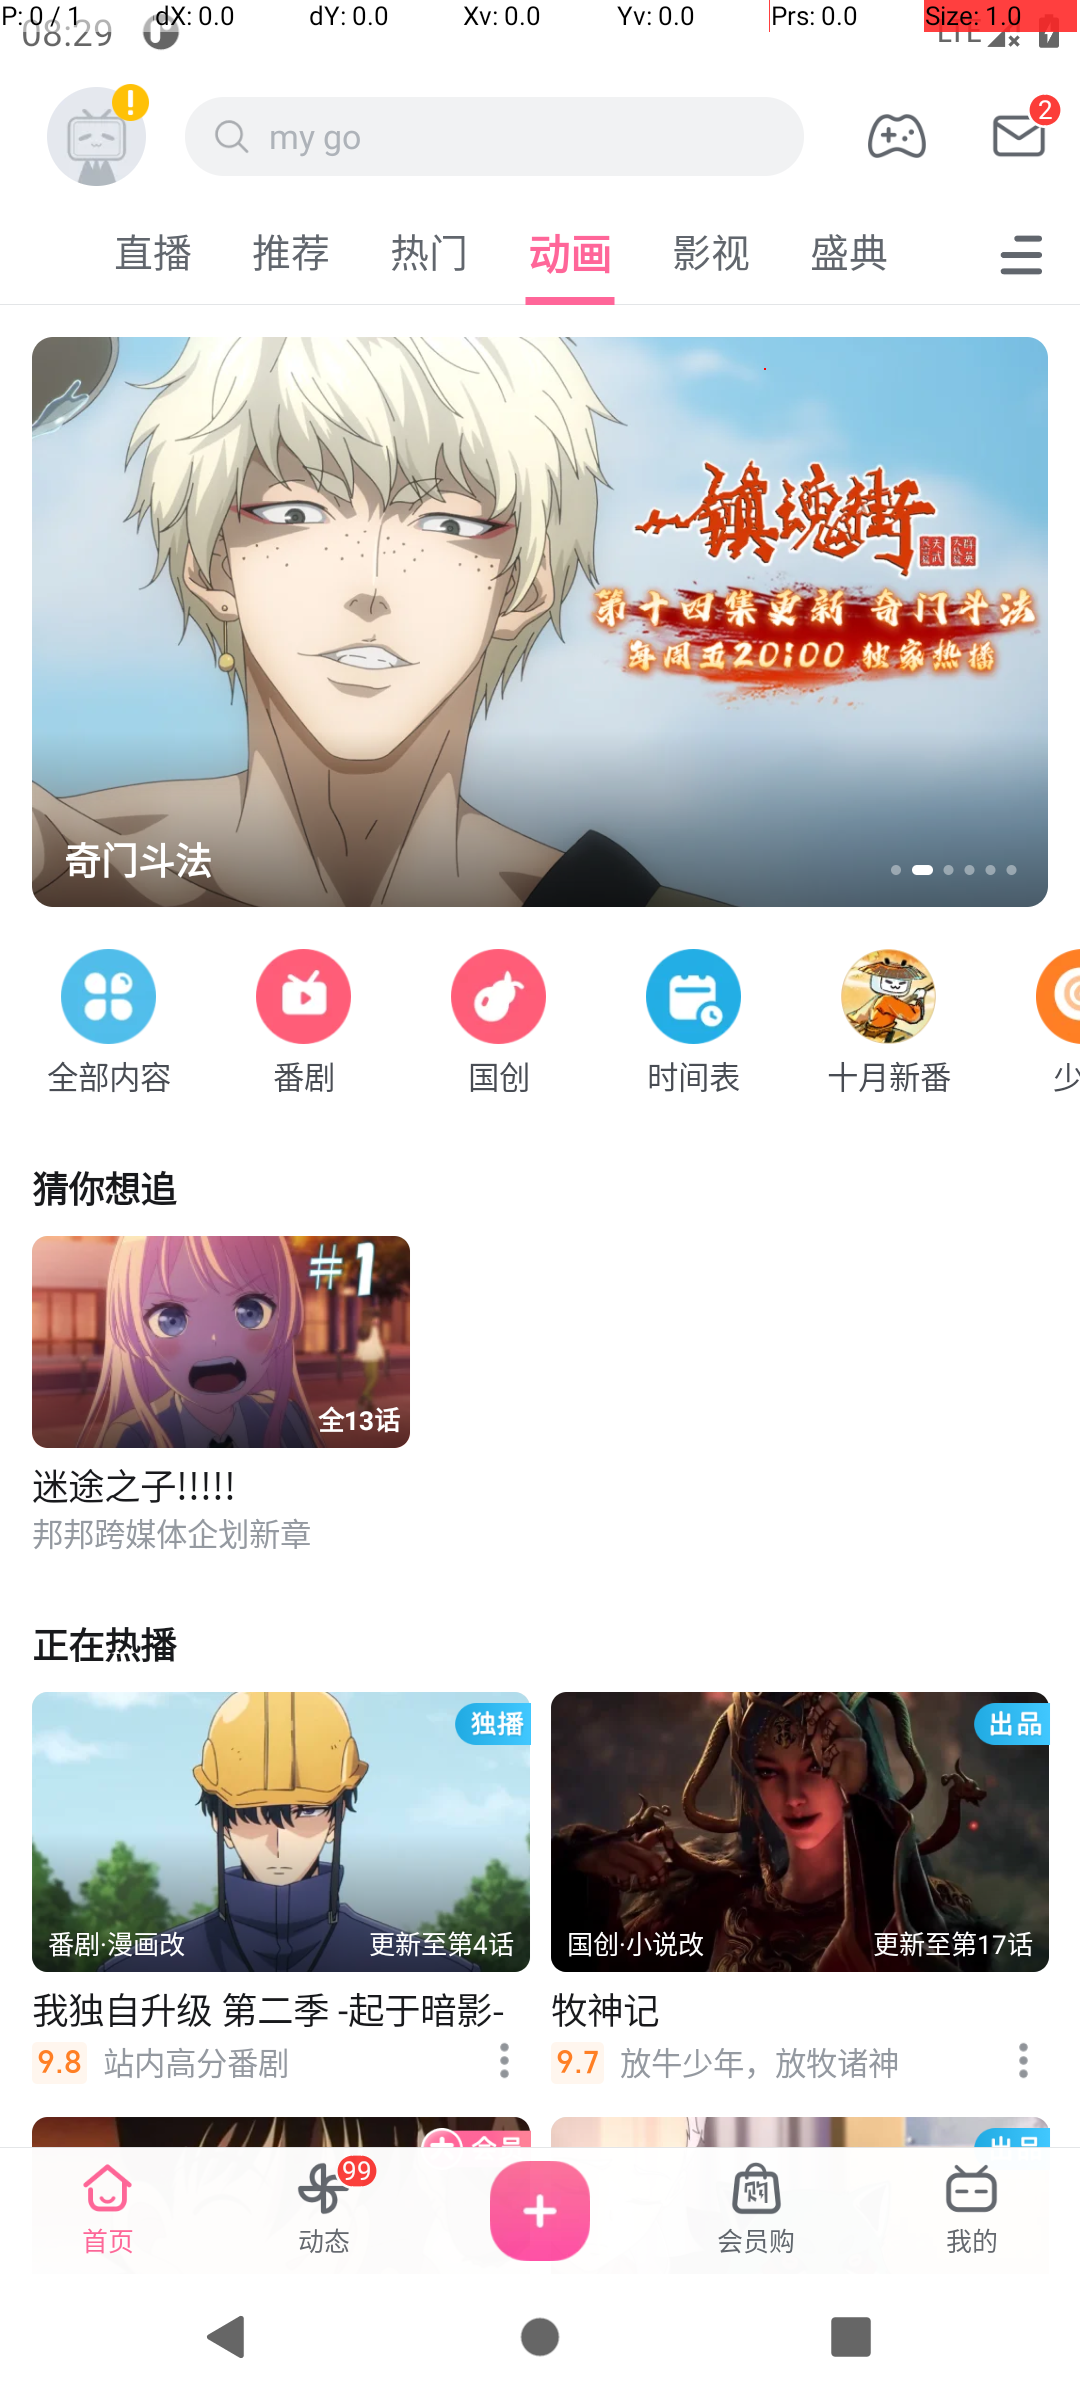 P: 0 / 1 dX: 0.0 dY: 0.0 Xv: 0.0 Yv: 0.0 Prs: 0.0 Size: 1.0
08:29 LTE
my go
2
直播 推荐 热门 动画 影视 盛典
镇魂街
第十四集更新 奇门斗法
每周五20:00 独家热播
奇门斗法
全部内容 番剧 国创 时间表 十月新番 少
猜你想追
#1
全13话
迷途之子!!!!!
邦邦跨媒体企划新章
正在热播
独播
出品
番剧·漫画改 更新至第4话
国创·小说改 更新至第17话
我独自升级 第二季 -起于暗影-
牧神记
9.8 站内高分番剧
9.7 放牛少年，放牧诸神
会员
出品
99
首页 动态 会员购 我的